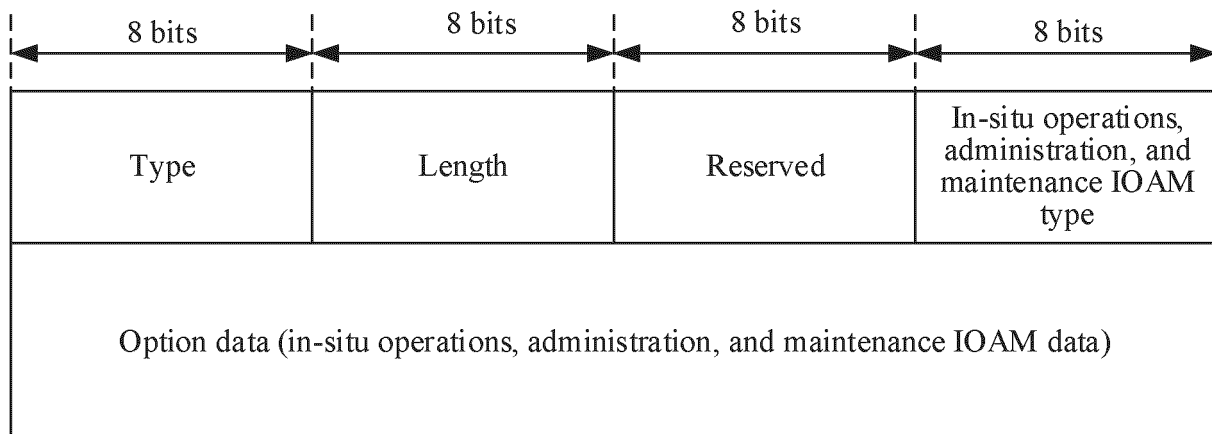 8 bits
8 bits
8 bits
8 bits
Type
Length
Reserved
In-situ operations,
administration, and
maintenance IOAM
type
Option data (in-situ operations, administration, and maintenance IOAM data)